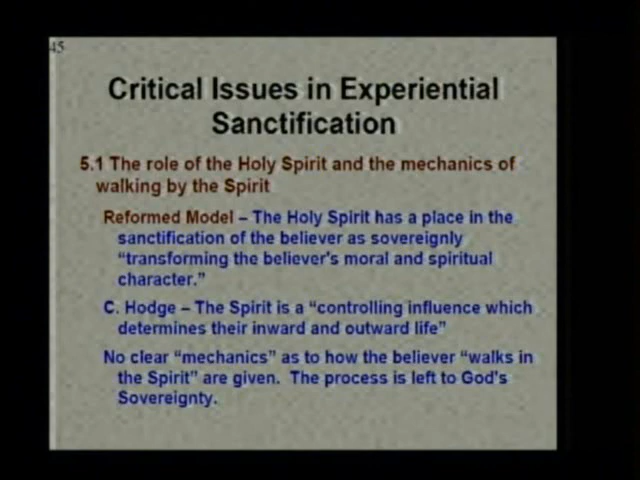 45
Critical Issues in Experiential
Sanctification
5.1 The role of the Holy Spirit and the mechanics of
walking by the Spirit
Reformed Model – The Holy Spirit has a place in the
sanctification of the believer as sovereignly
“transforming the believer's moral and spiritual
character.”
C. Hodge – The Spirit is a “controlling influence which
determines their inward and outward life”
No clear “mechanics” as to how the believer “walks in
the Spirit” are given. The process is left to God's
Sovereignty.